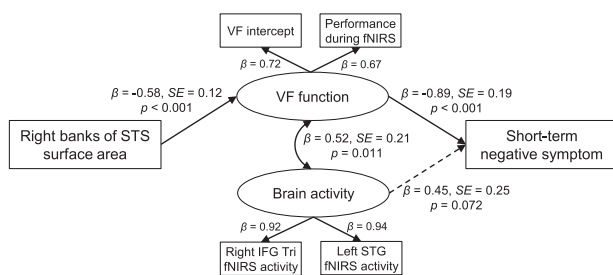 VF intercept
Performance
during fNIRS
β = 0.72
β = 0.67
β = -0.58, SE = 0.12
p < 0.001
VF function
β = -0.89, SE = 0.19
p < 0.001
Right banks of STS
surface area
β = 0.52, SE = 0.21
p = 0.011
Short-term
negative symptom
Brain activity
β = 0.45, SE = 0.25
p = 0.072
β = 0.92
β = 0.94
Right IFG Tri
fNIRS activity
Left STG
fNIRS activity